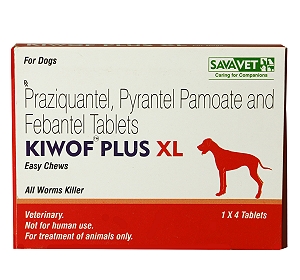 For Dogs
SAVAVET
Caring for Companions
℞
Praziquantel, Pyrantel Pamoate and
Febantel Tablets
KIWOF PLUS XL
Easy Chews
All Worms Killer
Veterinary.
Not for human use.
For treatment of animals only.
1 X 4 Tablets